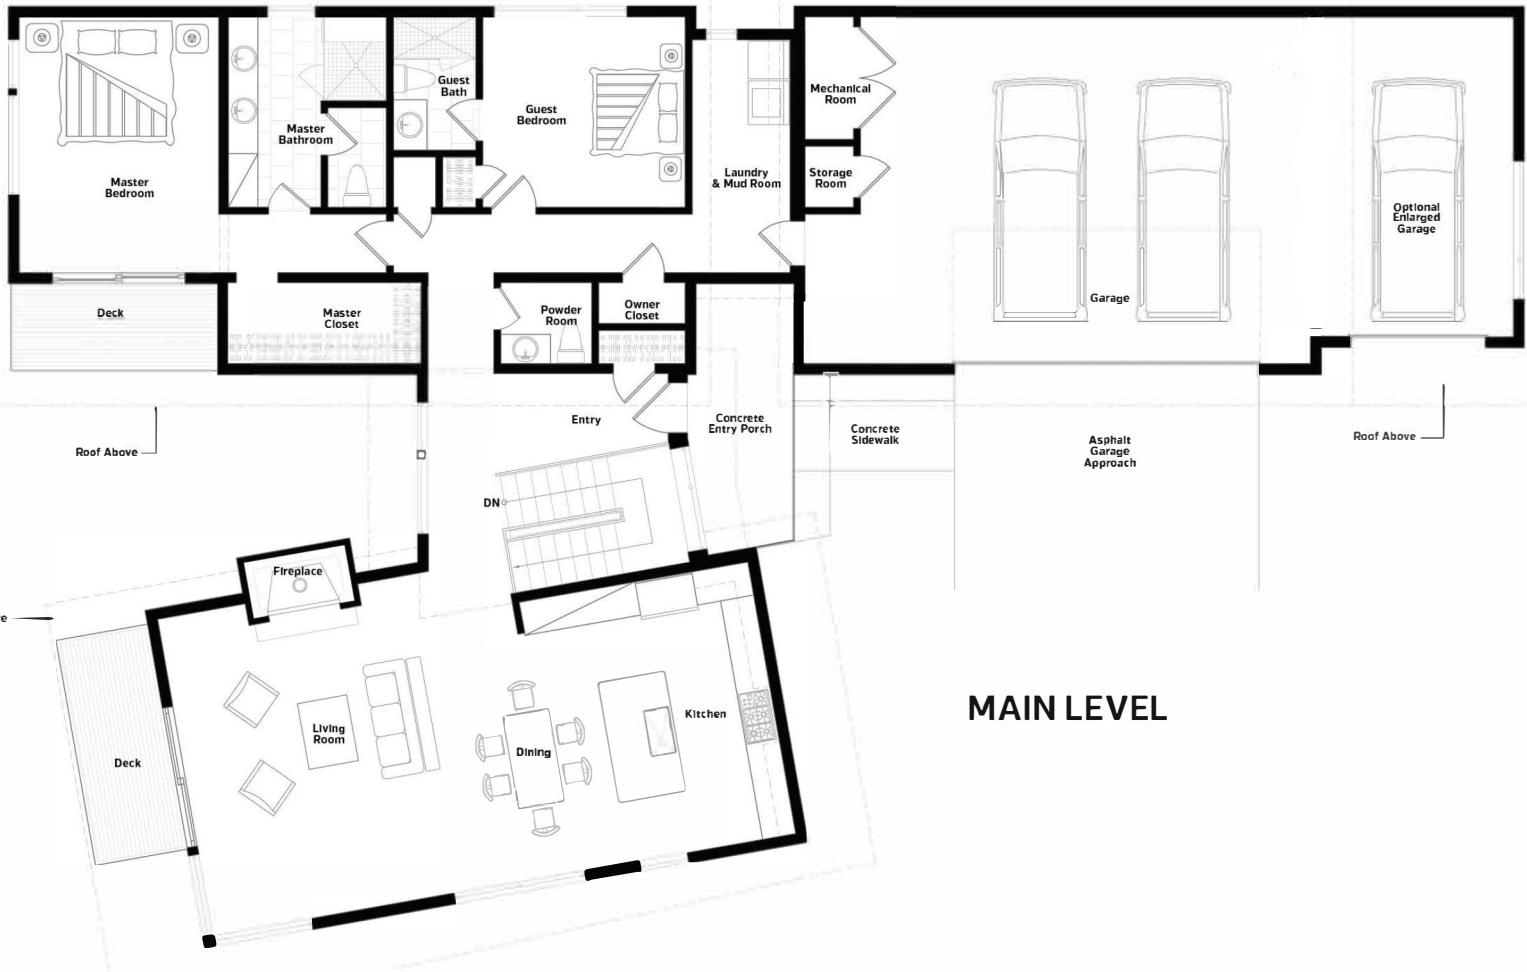 Master
Bedroom
Master
Bathroom
Guest
Bath
Guest
Bedroom
Laundry
& Mud Room
Mechanical
Room
Storage
Room
Optional
Enlarged
Garage
Garage
Deck
Master
Closet
Powder
Room
Owner
Closet
Entry
Concrete
Entry Porch
Concrete
Sidewalk
Asphalt
Garage
Approach
Roof Above
Roof Above
DN
Fireplace
e
Living
Room
Dining
Kitchen
Deck
MAIN LEVEL